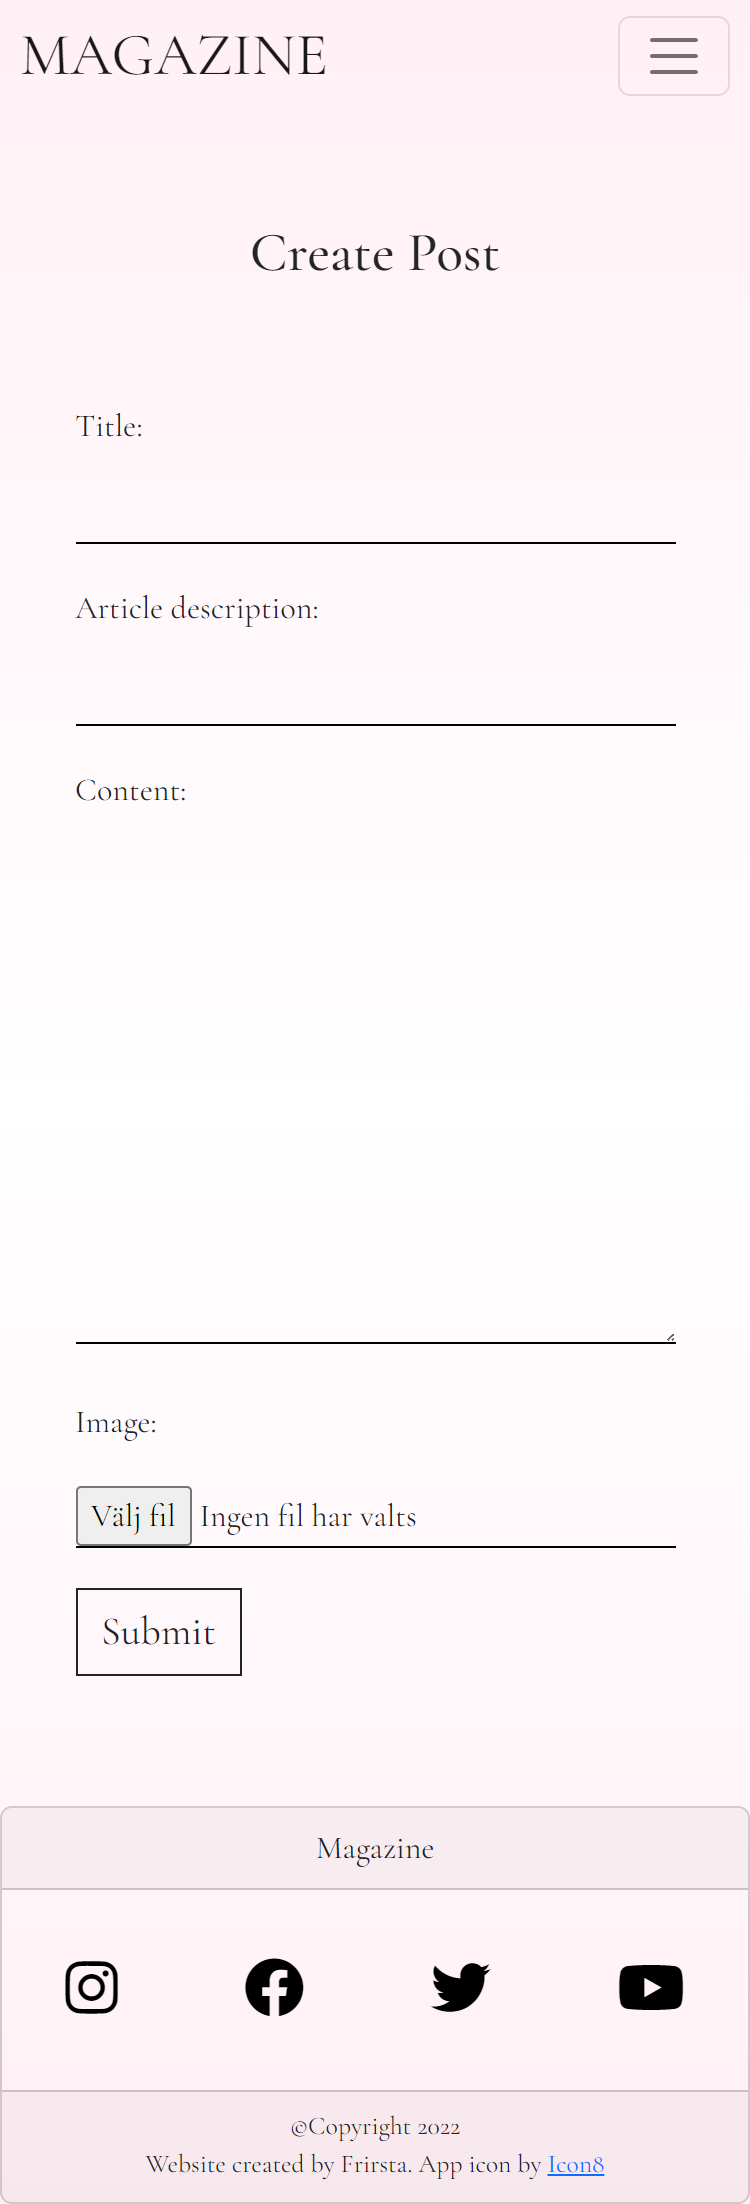 MAGAZINE
Create Post
Title:
Article description:
Content:
Image:
Välj fil Ingen fil har valts
Submit
Magazine
©Copyright 2022
Website created by Frirsta. App icon by Icon8